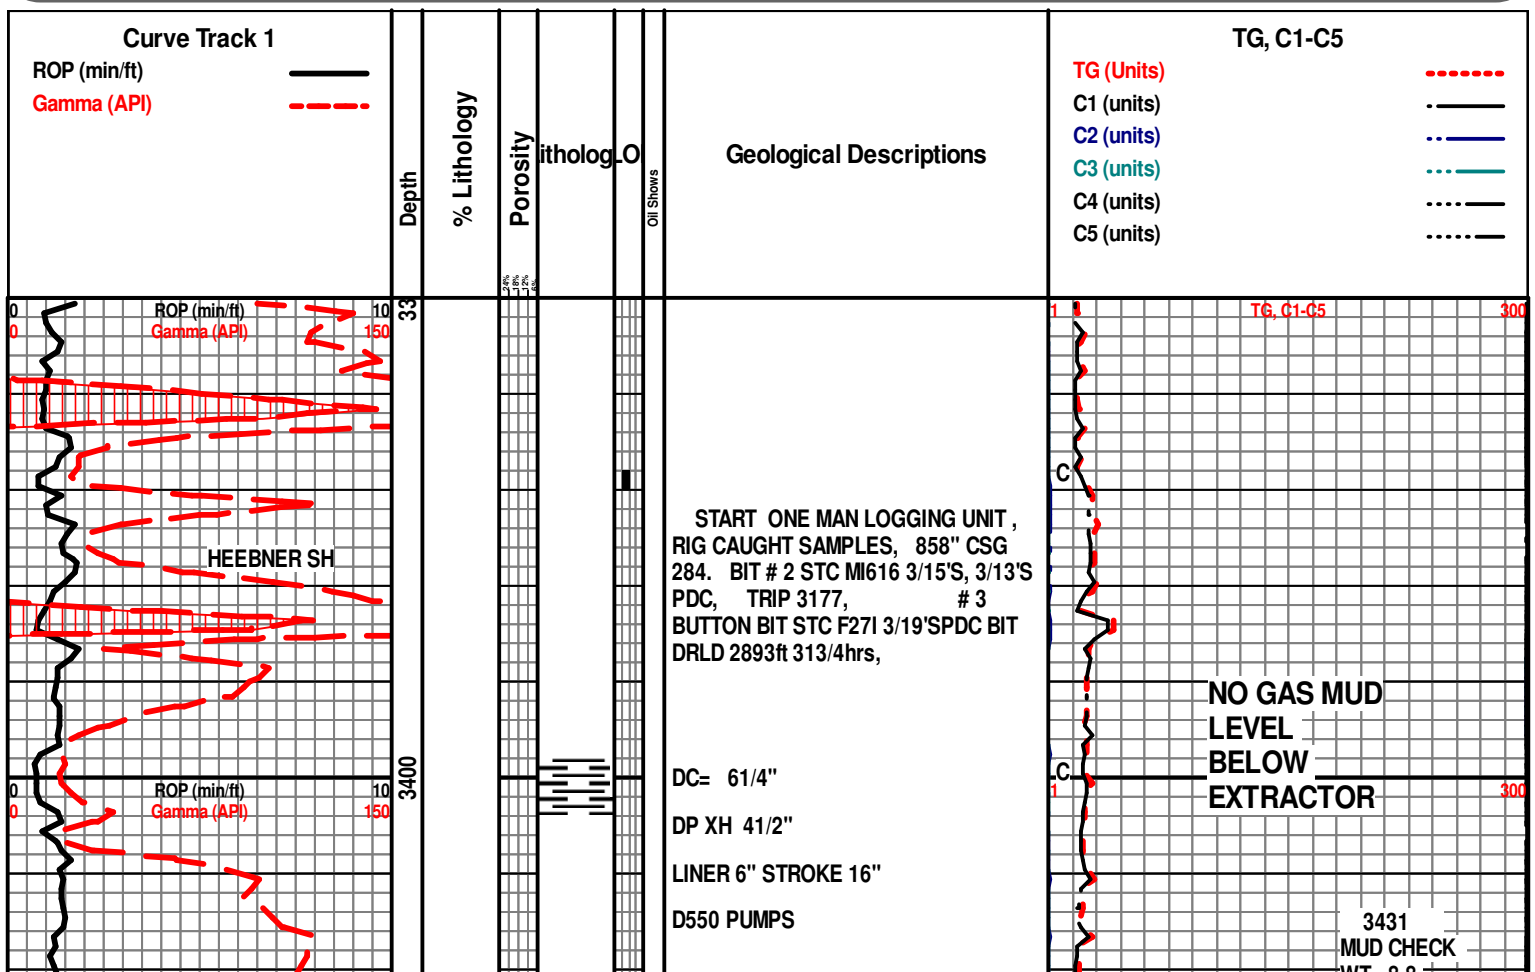 Curve Track 1
ROP (min/ft)
Gamma (API)
Depth
% Lithology
Porosity
24%
18%
12%
6%
itholog
LO
Oil Shows
Geological Descriptions
TG, C1-C5
TG (Units)
C1 (units)
C2 (units)
C3 (units)
C4 (units)
C5 (units)
0 ROP (min/ft) 10
0 Gamma (API) 150
33
1 TG, C1-C5 300
C
HEEBNER SH
START ONE MAN LOGGING UNIT ,
RIG CAUGHT SAMPLES, 858" CSG
284. BIT # 2 STC MI616 3/15'S, 3/13'S
PDC, TRIP 3177, # 3
BUTTON BIT STC F27I 3/19'SPDC BIT
DRLD 2893ft 313/4hrs,
NO GAS MUD
LEVEL
BELOW
EXTRACTOR
C
3400
0 ROP (min/ft) 10
0 Gamma (API) 150
1 300
DC= 61/4"
DP XH 41/2"
LINER 6" STROKE 16"
D550 PUMPS
3431
MUD CHECK